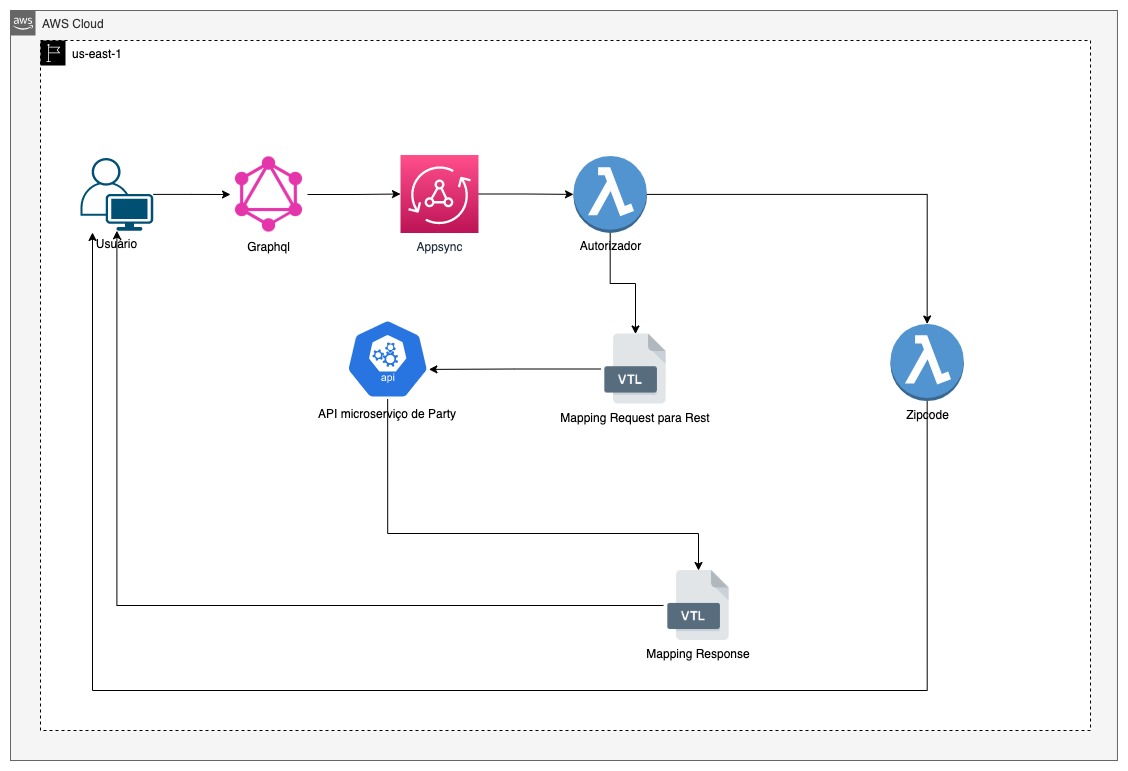 aws
AWS Cloud
us-east-1
Usuário
Graphql
Appsync
Autorizador
api
API microserviço de Party
VTL
Mapping Request para Rest
Zipcode
VTL
Mapping Response